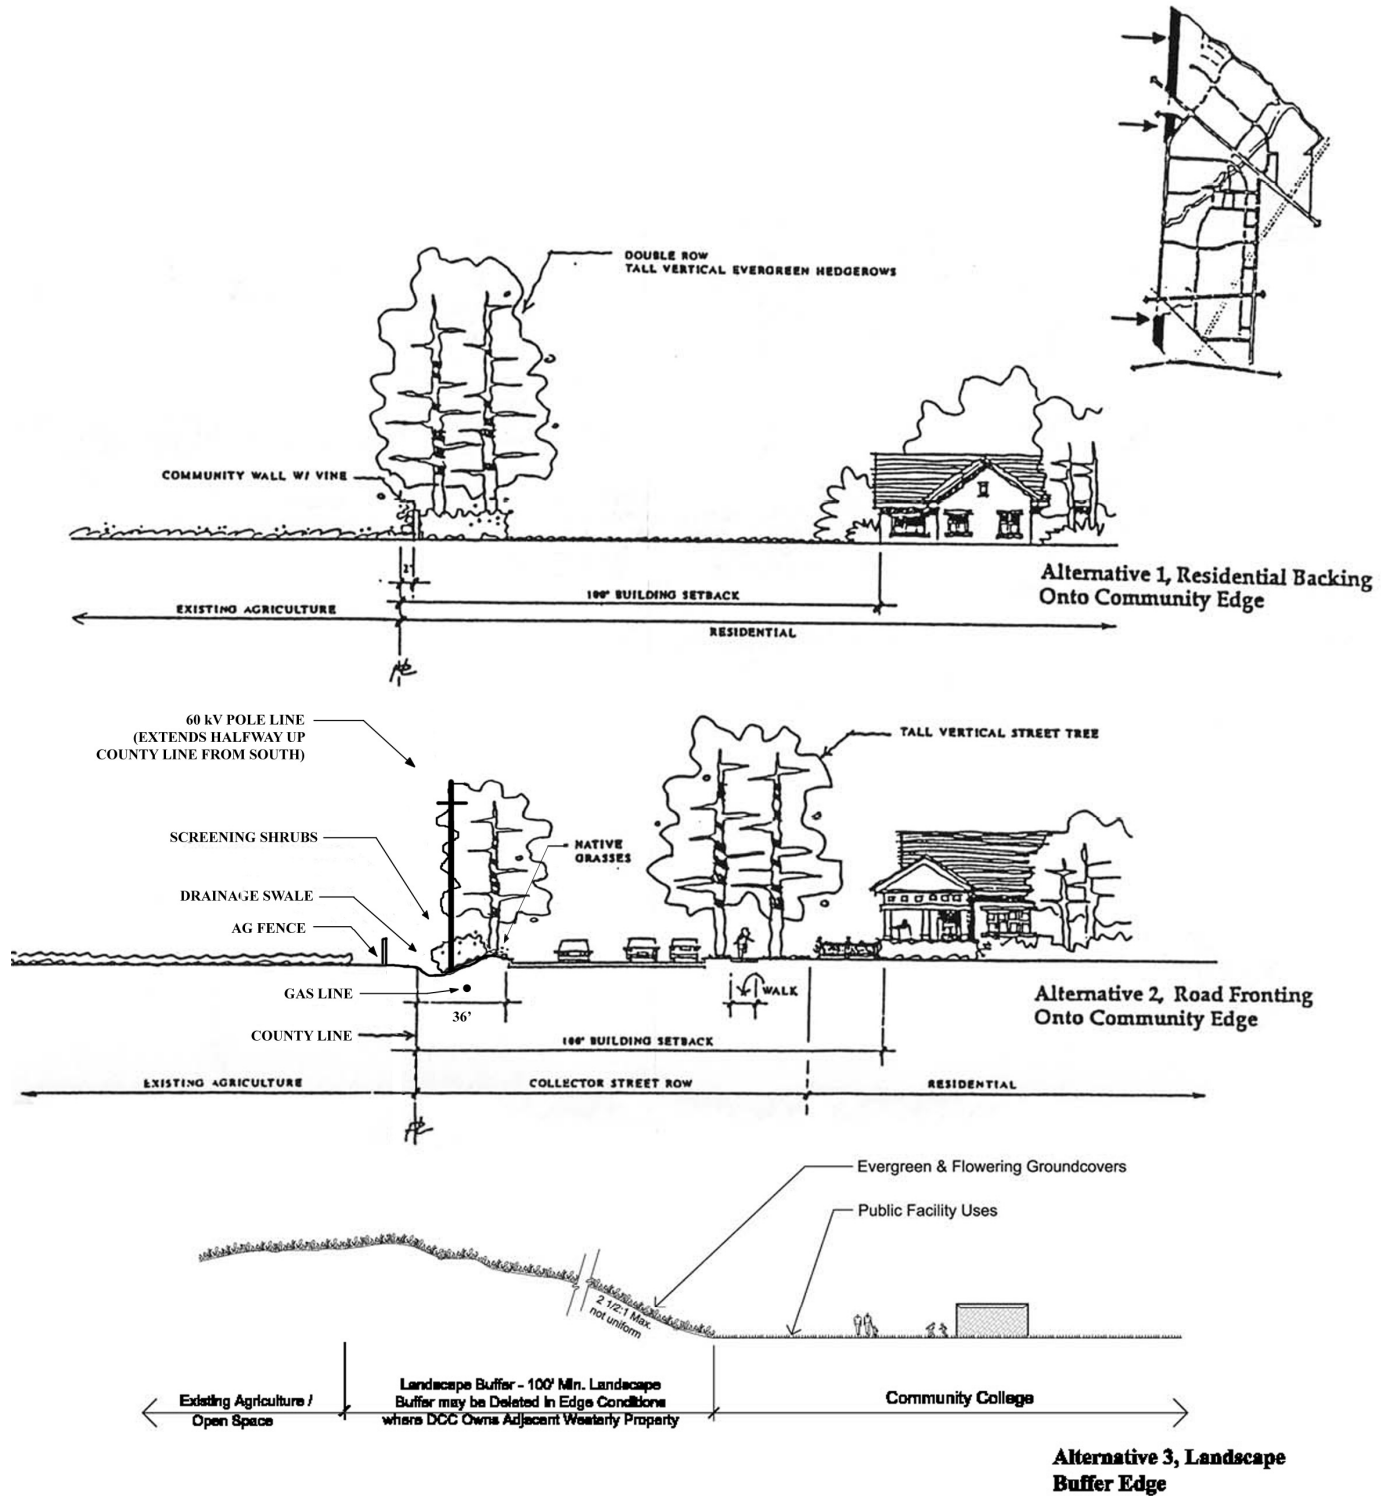 DOUBLE ROW
TALL VERTICAL EVERGREEN HEDGEROWS
COMMUNITY WALL W/ VINE
2'
100' BUILDING SETBACK
EXISTING AGRICULTURE
RESIDENTIAL
Alternative 1, Residential Backing
Onto Community Edge
60 kV POLE LINE
(EXTENDS HALFWAY UP
COUNTY LINE FROM SOUTH)
TALL VERTICAL STREET TREE
SCREENING SHRUBS
NATIVE
GRASSES
DRAINAGE SWALE
AG FENCE
GAS LINE
WALK
36'
COUNTY LINE
100' BUILDING SETBACK
Alternative 2, Road Fronting
Onto Community Edge
EXISTING AGRICULTURE
COLLECTOR STREET ROW
RESIDENTIAL
Evergreen & Flowering Groundcovers
Public Facility Uses
2 1/2:1 Max.
not uniform
Existing Agriculture /
Open Space
Landscape Buffer - 100' Min. Landscape
Buffer may be Deleted in Edge Conditions
where DCC Owns Adjacent Westerly Property
Community College
Alternative 3, Landscape
Buffer Edge